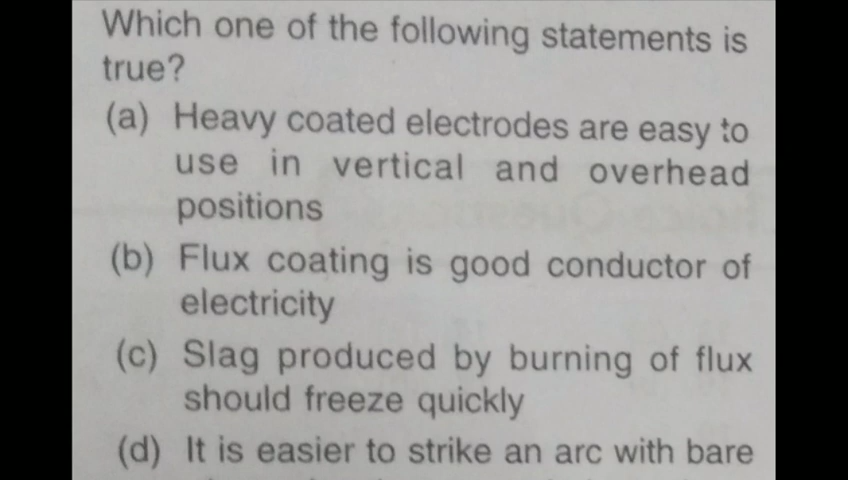 Which one of the following statements is
true?
(a) Heavy coated electrodes are easy to
use in vertical and overhead
positions
(b) Flux coating is good conductor of
electricity
(c) Slag produced by burning of flux
should freeze quickly
(d) It is easier to strike an arc with bare